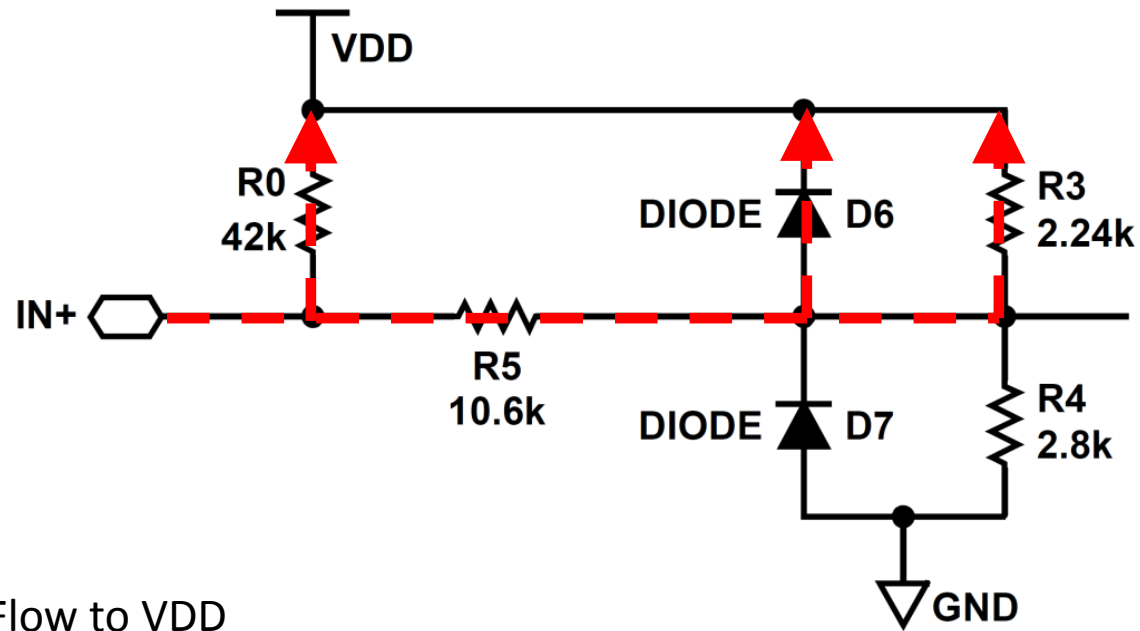 VDD
R0
42k
DIODE D6
R3
2.24k
IN+
R5
10.6k
DIODE D7
R4
2.8k
GND
Flow to VDD